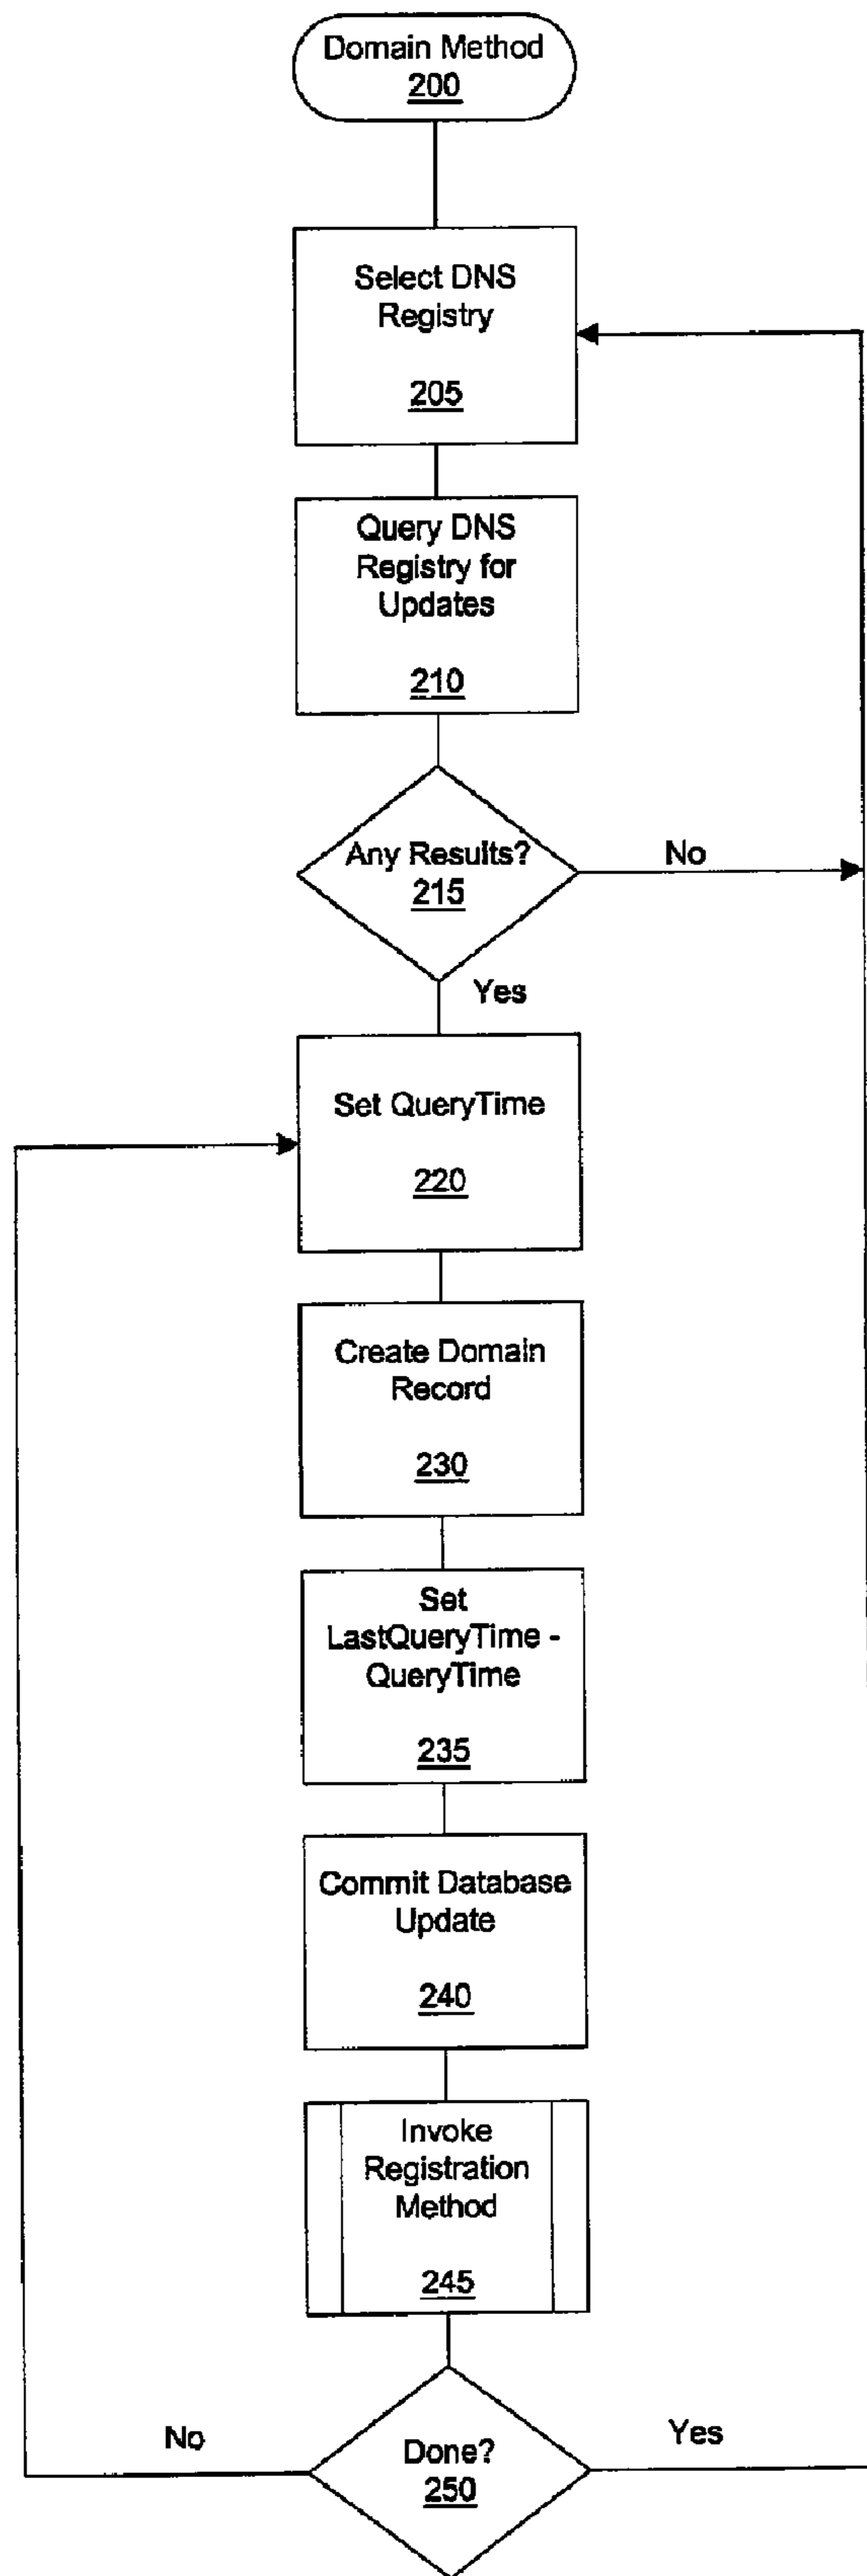 Domain Method
200
Select DNS
Registry
205
Query DNS
Registry for
Updates
210
Any Results?
215
No
Yes
Set QueryTime
220
Create Domain
Record
230
Set
LastQueryTime -
QueryTime
235
Commit Database
Update
240
Invoke
Registration
Method
245
No
Done?
250
Yes